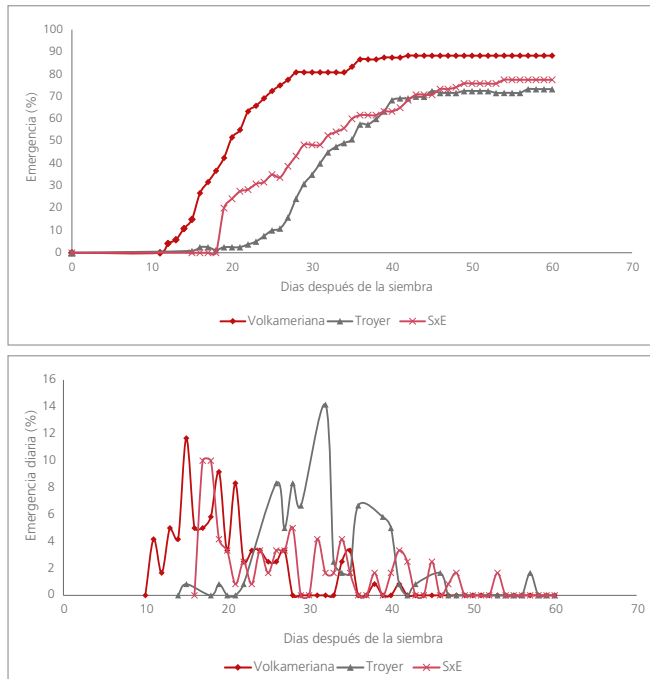 100
90
80
70
60
50
40
30
20
10
0
Emergencia (%)
0 10 20 30 40 50 60 70
Dias después de la siembra
Volkameriana Troyer SxE
16
14
12
10
8
6
4
2
0
Emergencia diaria (%)
0 10 20 30 40 50 60 70
Dias después de la siembra
Volkameriana Troyer SxE